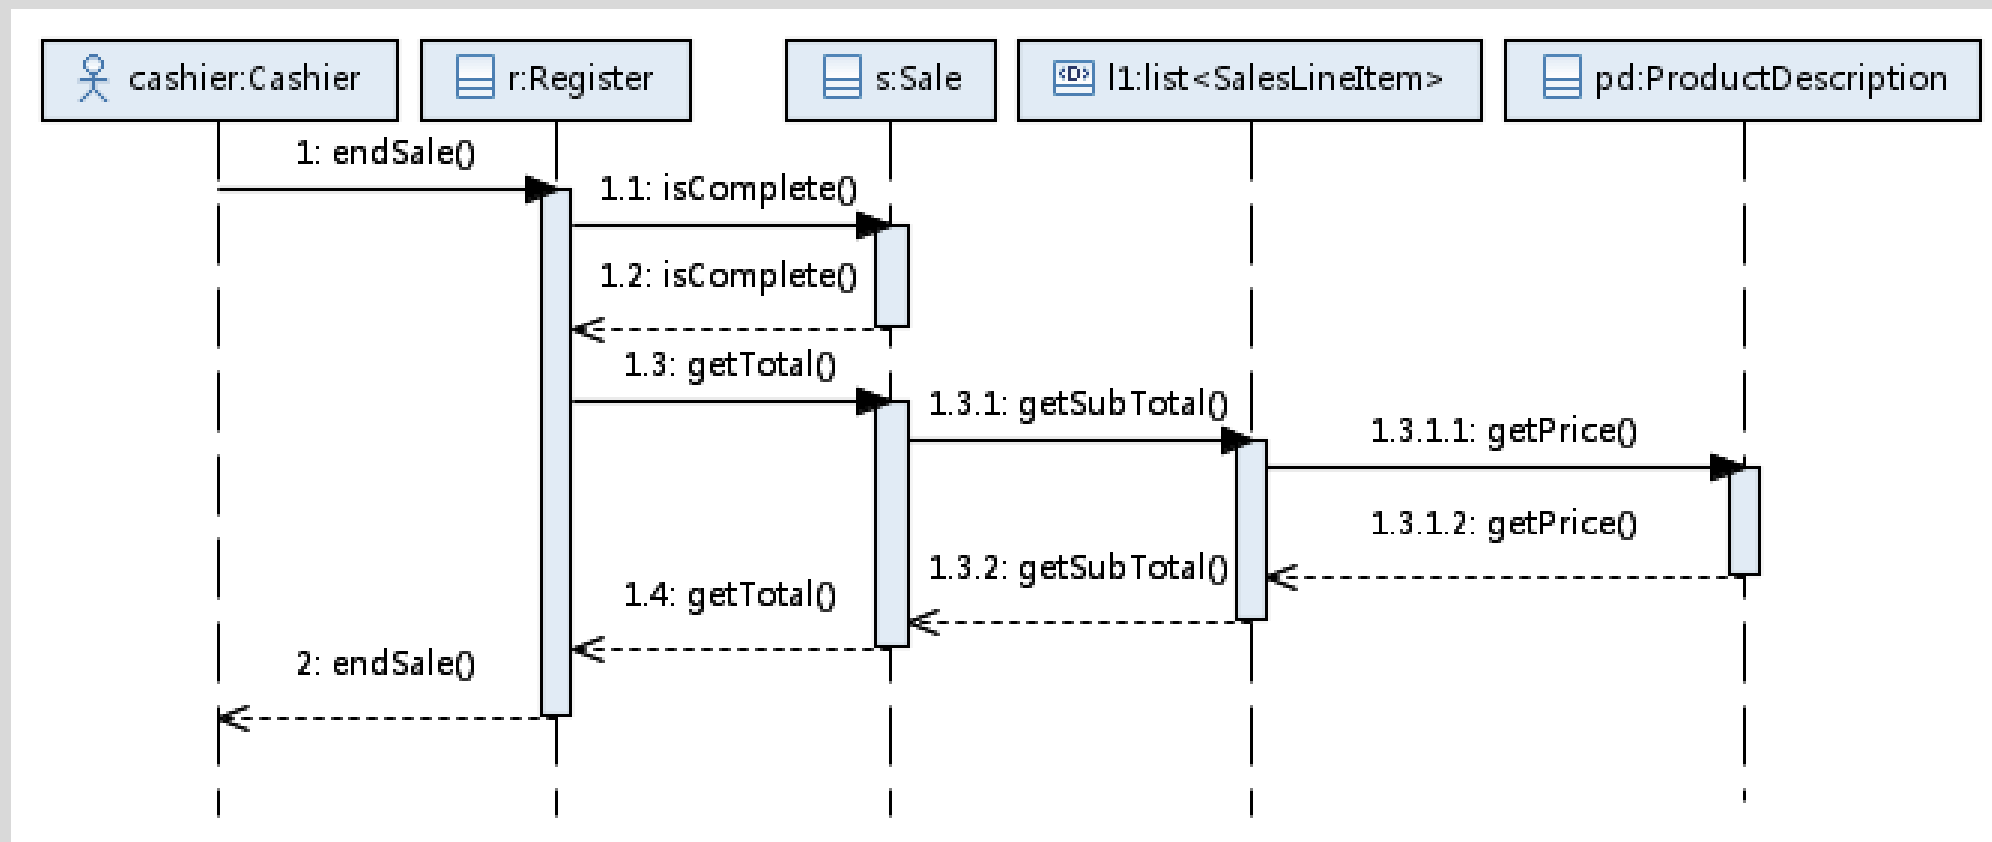 cashier:Cashier
r:Register
s:Sale
<D>
l1:list<SalesLineItem>
pd:ProductDescription
1: endSale()
1.1: isComplete()
1.2: isComplete()
1.3: getTotal()
1.3.1: getSubTotal()
1.3.1.1: getPrice()
1.3.1.2: getPrice()
1.3.2: getSubTotal()
1.4: getTotal()
2: endSale()